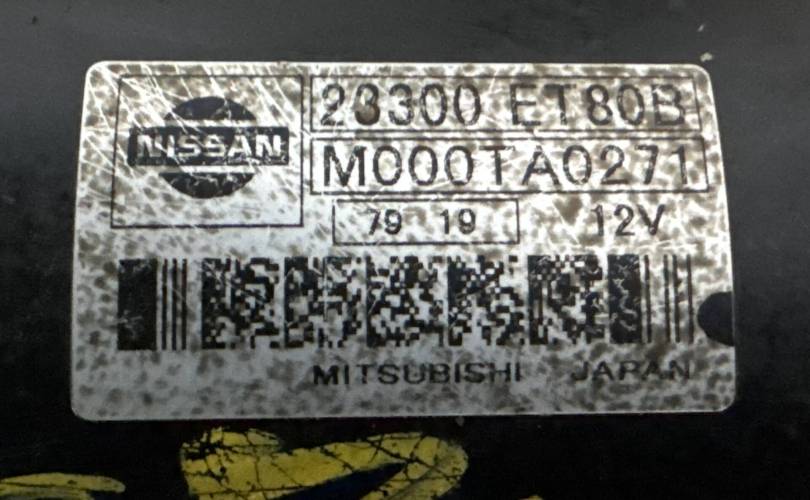 NISSAN
23300 ET80B
M000TA0271
79 19 12V
MITSUBISHI JAPAN